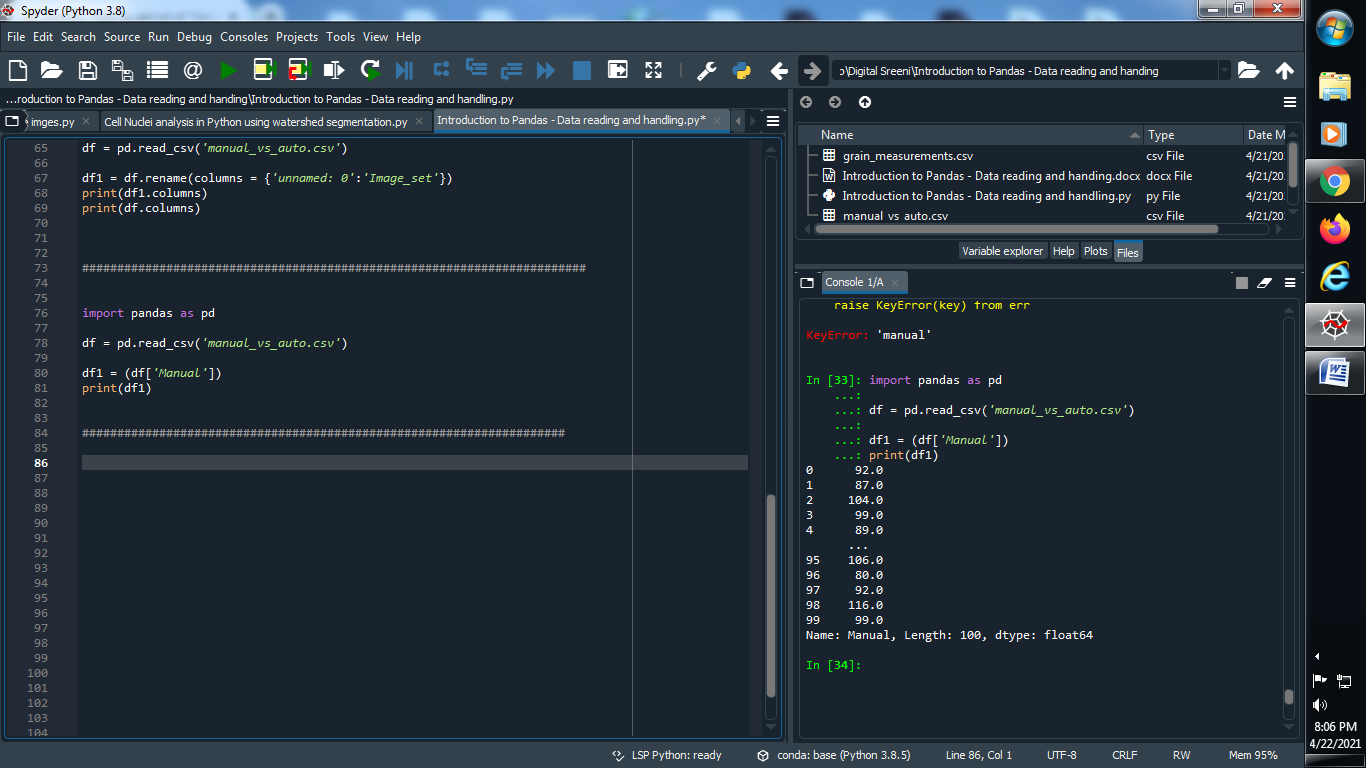 Spyder (Python 3.8)
File Edit Search Source Run Debug Consoles Projects Tools View Help
ɔ\Digital Sreeni\Introduction to Pandas - Data reading and handing
...roduction to Pandas - Data reading and handing\Introduction to Pandas - Data reading and handling.py
imges.py Cell Nuclei analysis in Python using watershed segmentation.py Introduction to Pandas - Data reading and handling.py*
65 df = pd.read_csv('manual_vs_auto.csv')
66
67 df1 = df.rename(columns = {'unnamed: 0':'Image_set'})
68 print(df1.columns)
69 print(df.columns)
70
71
72
73 ########################################################################
74
75
76 import pandas as pd
77
78 df = pd.read_csv('manual_vs_auto.csv')
79
80 df1 = (df['Manual'])
81 print(df1)
82
83
84 #####################################################################
85
86
87
88
89
90
91
92
93
94
95
96
97
98
99
100
101
102
103
104
Name Type Date M
grain_measurements.csv csv File 4/21/20
Introduction to Pandas - Data reading and handing.docx docx File 4/21/20
Introduction to Pandas - Data reading and handling.py py File 4/21/20
manual_vs_auto.csv csv File 4/21/20
Variable explorer Help Plots Files
Console 1/A
raise KeyError(key) from err
KeyError: 'manual'
In [33]: import pandas as pd
...:
...: df = pd.read_csv('manual_vs_auto.csv')
...:
...: df1 = (df['Manual'])
...: print(df1)
0 92.0
1 87.0
2 104.0
3 99.0
4 89.0
...
95 106.0
96 80.0
97 92.0
98 116.0
99 99.0
Name: Manual, Length: 100, dtype: float64
In [34]:
LSP Python: ready conda: base (Python 3.8.5) Line 86, Col 1 UTF-8 CRLF RW Mem 95%
8:06 PM
4/22/2021